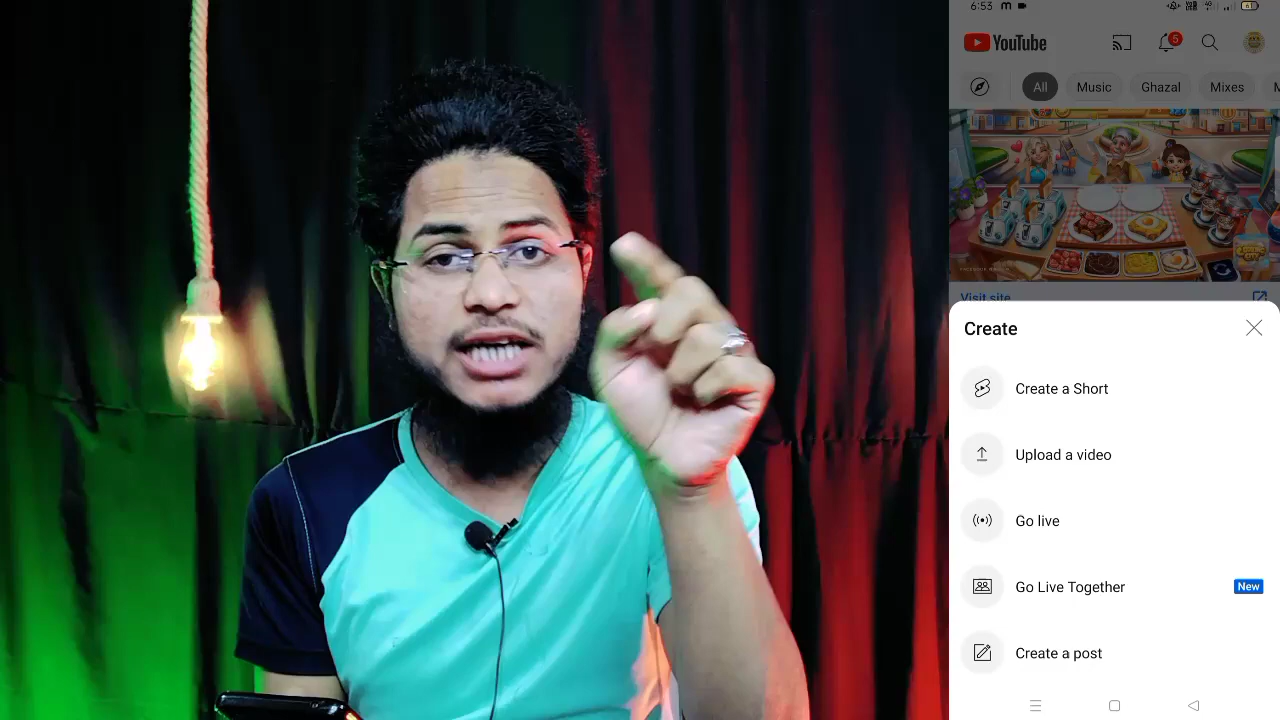 6:53
YouTube
5
All
Music
Ghazal
Mixes
Visit site
Create
Create a Short
Upload a video
Go live
Go Live Together
New
Create a post